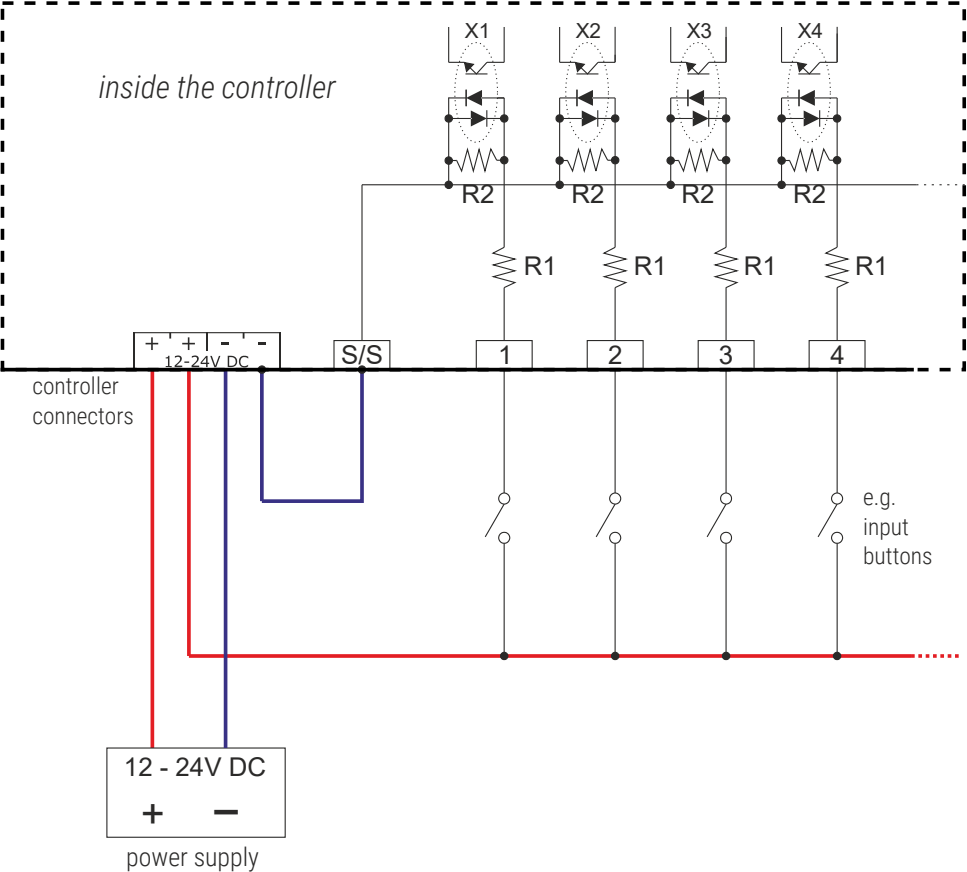 X1 X2 X3 X4
inside the controller
R2 R2 R2 R2
R1 R1 R1 R1
+ + - -
12-24V DC
S/S 1 2 3 4
controller
connectors
e.g.
input
buttons
12 - 24V DC
+ −
power supply